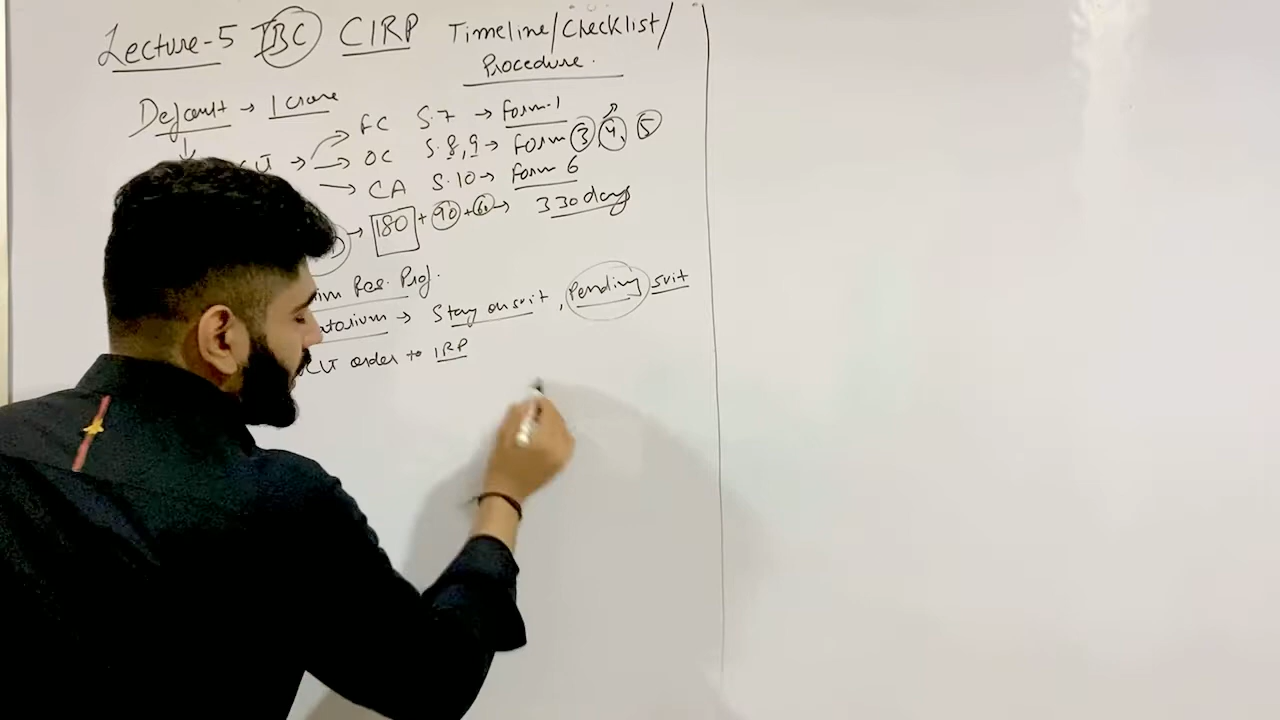 Lecture-5 IBC CIRP Timeline/Checklist/
Procedure.
Default → 1 crore
↓
→ FC S.7 → Form-1
→ OC S.8,9 → Form 3, 4, 5
→ CA S.10 → Form 6
→ 180 + 90 + 60 → 330 days
Res. Prof.
→ Stay on suit, Pending suit
order to IRP